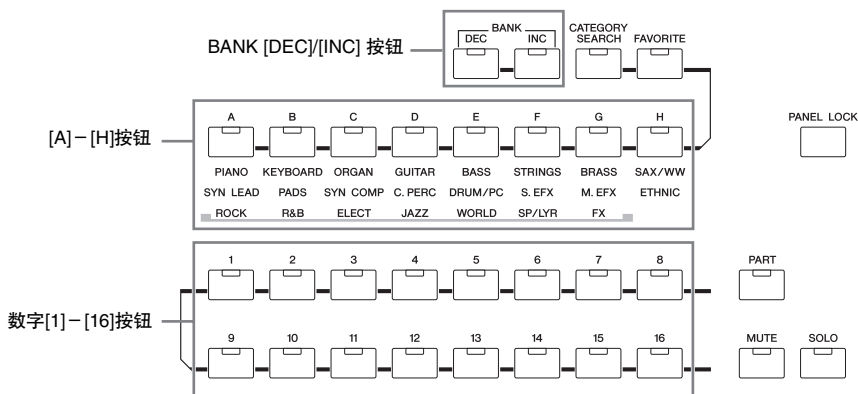 BANK
DEC INC
CATEGORY
SEARCH
FAVORITE
BANK [DEC]/[INC] 按钮
[A]－[H]按钮
A B C D E F G H
PANEL LOCK
PIANO KEYBOARD ORGAN GUITAR BASS STRINGS BRASS SAX/WW
SYN LEAD PADS SYN COMP C. PERC DRUM/PC S. EFX M. EFX ETHNIC
ROCK R&B ELECT JAZZ WORLD SP/LYR FX
数字[1]－[16]按钮
1 2 3 4 5 6 7 8
PART
9 10 11 12 13 14 15 16
MUTE SOLO